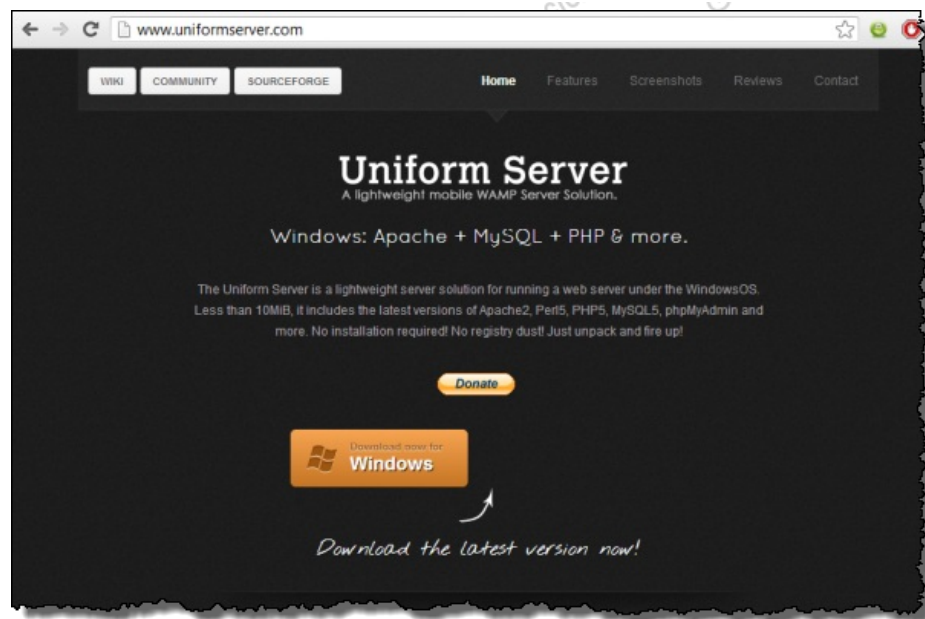 www.uniformserver.com
WIKI COMMUNITY SOURCEFORGE Home Features Screenshots Reviews Contact
Uniform Server
A lightweight mobile WAMP Server Solution.
Windows: Apache + MySQL + PHP & more.
The Uniform Server is a lightweight server solution for running a web server under the WindowsOS.
Less than 10MiB, it includes the latest versions of Apache2, Perl5, PHP5, MySQL5, phpMyAdmin and
more. No installation required! No registry dust! Just unpack and fire up!
Donate
Download now for
Windows
Download the latest version now!